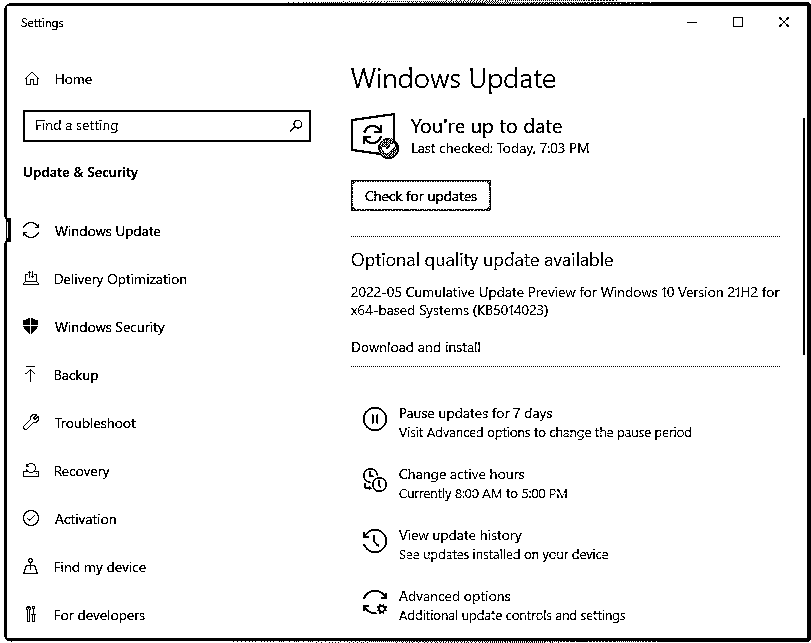 Settings
Home
Find a setting
Update & Security
Windows Update
Delivery Optimization
Windows Security
Backup
Troubleshoot
Recovery
Activation
Find my device
For developers
Windows Update
You're up to date
Last checked: Today, 7:03 PM
Check for updates
Optional quality update available
2022-05 Cumulative Update Preview for Windows 10 Version 21H2 for
x64-based Systems (KB5014023)
Download and install
Pause updates for 7 days
Visit Advanced options to change the pause period
Change active hours
Currently 8:00 AM to 5:00 PM
View update history
See updates installed on your device
Advanced options
Additional update controls and settings